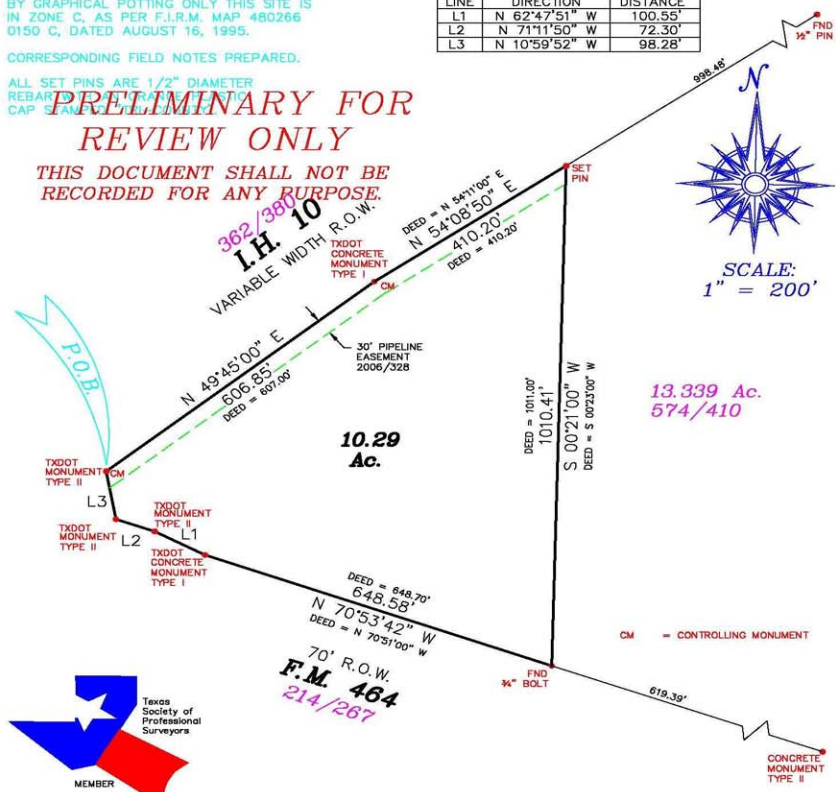 BY GRAPHICAL POTTING ONLY THIS SITE IS
IN ZONE C, AS PER F.I.R.M. MAP 480266
0150 C, DATED AUGUST 16, 1995.
CORRESPONDING FIELD NOTES PREPARED.
ALL SET PINS ARE 1/2" DIAMETER
REBAR
CAP STAMPED
PRELIMINARY FOR
REVIEW ONLY
THIS DOCUMENT SHALL NOT BE
RECORDED FOR ANY PURPOSE.
LINE DIRECTION DISTANCE
L1 N 62°47'51" W 100.55'
L2 N 71°11'50" W 72.30'
L3 N 10°59'52" W 98.28'
998.48'
FND
½" PIN
N
SCALE:
1" = 200'
SET
PIN
DEED = N 54°11'00" E
N 54°08'50" E
410.20'
DEED = 410.20'
362/380
I.H. 10
VARIABLE WIDTH R.O.W.
TXDOT
CONCRETE
MONUMENT
TYPE I
CM
30' PIPELINE
EASEMENT
2006/328
N 49°45'00" E
606.85'
DEED = 607.00'
P.O.B.
10.29
Ac.
DEED = 1011.00'
1010.41'
S 00°21'00" W
DEED = S 00°23'00" W
13.339 Ac.
574/410
TXDOT
MONUMENT
TYPE II
CM
L3
TXDOT
MONUMENT
TYPE II
L2
TXDOT
MONUMENT
TYPE II
L1
TXDOT
CONCRETE
MONUMENT
TYPE I
DEED = 648.70'
648.58'
N 70°53'42" W
DEED = N 70°51'00" W
70' R.O.W.
F.M. 464
214/267
FND
¾" BOLT
CM = CONTROLLING MONUMENT
619.39'
CONCRETE
MONUMENT
TYPE II
Texas
Society of
Professional
Surveyors
MEMBER